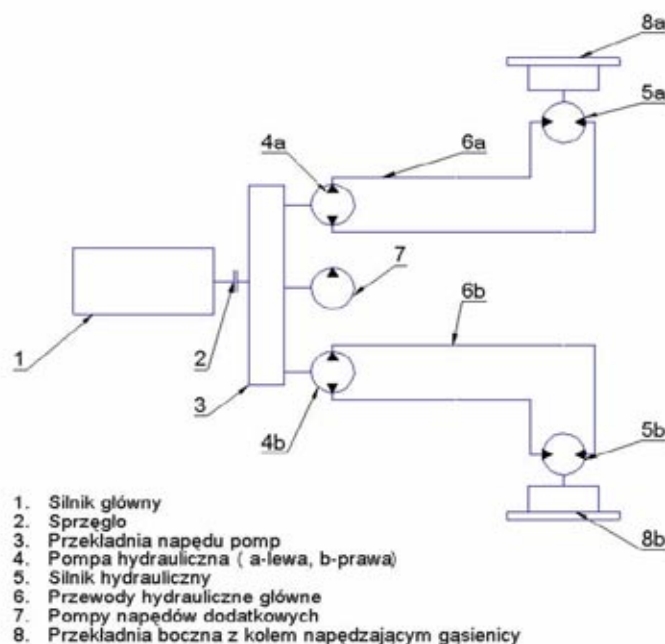 8a
5a
4a
6a
7
6b
1
2
3
4b
5b
8b
1. Silnik główny
2. Sprzęgło
3. Przekładnia napędu pomp
4. Pompa hydrauliczna ( a-lewa, b-prawa)
5. Silnik hydrauliczny
6. Przewody hydrauliczne główne
7. Pompy napędów dodatkowych
8. Przekładnia boczna z kołem napędzającym gąsienicy